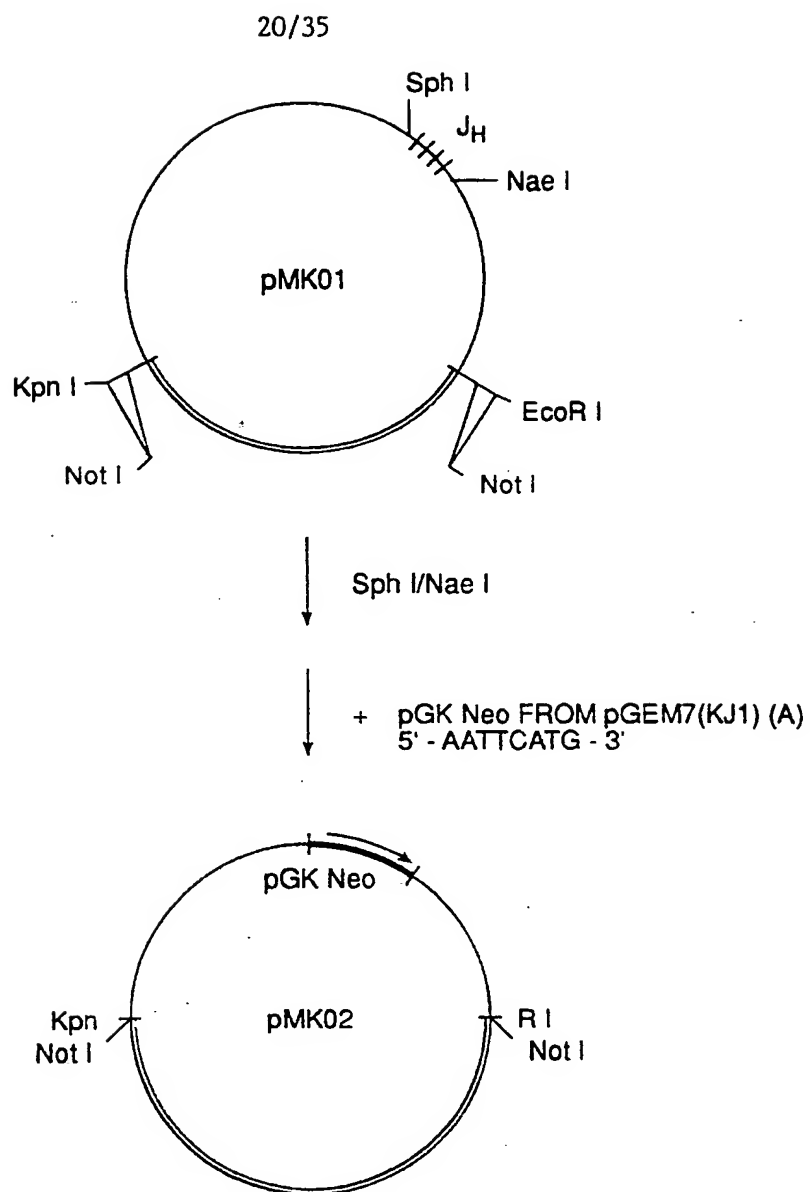 20/35
Sph I
JH
Nae I
pMK01
Kpn I
EcoR I
Not I
Not I
Sph I/Nae I
+ pGK Neo FROM pGEM7(KJ1) (A)
5' - AATTCATG - 3'
pGK Neo
Kpn
pMK02
R I
Not I
Not I